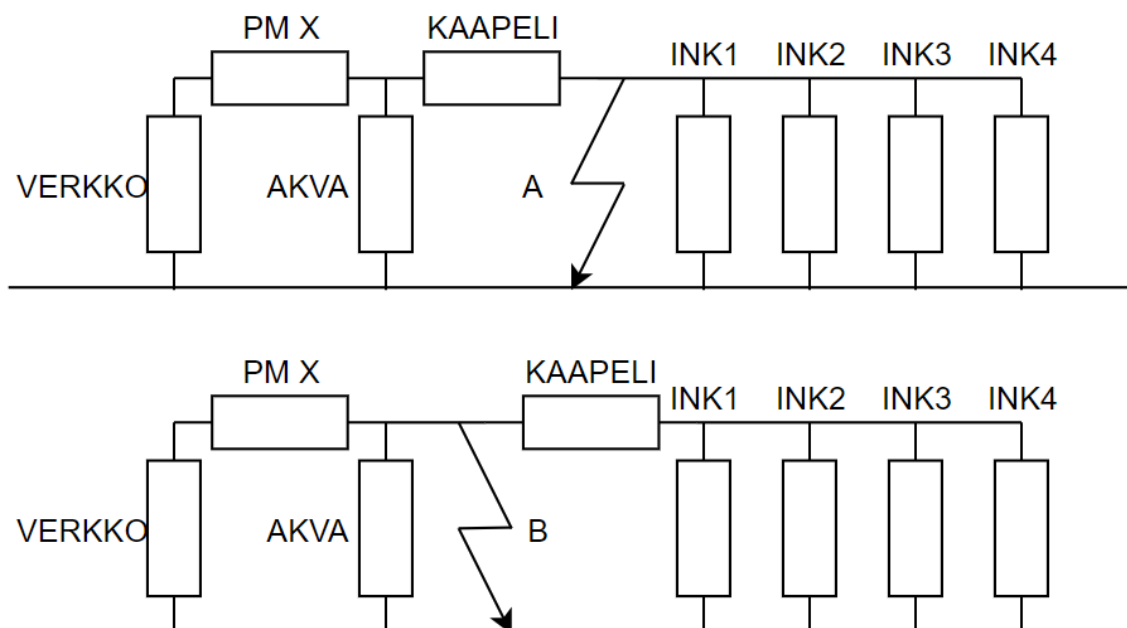 PM X KAAPELI
INK1 INK2 INK3 INK4
VERKKO AKVA A
PM X KAAPELI
INK1 INK2 INK3 INK4
VERKKO AKVA B